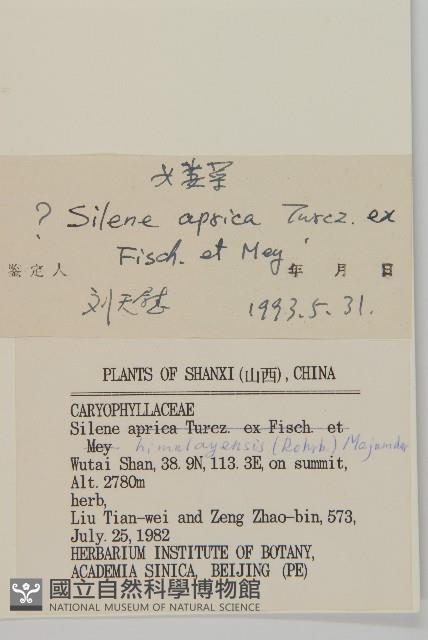 女娄菜
? Silene aprica Turcz. ex
Fisch. et Mey
鉴定人 年 月 日
刘天慰 1993.5.31.
PLANTS OF SHANXI (山西), CHINA
CARYOPHYLLACEAE
Silene aprica Turcz. ex Fisch. et
Mey himalayensis (Rohrb.) Majumdar
Wutai Shan, 38.9N, 113.3E, on summit,
Alt. 2780m
herb,
Liu Tian-wei and Zeng Zhao-bin, 573,
July. 25, 1982
HERBARIUM INSTITUTE OF BOTANY,
ACADEMIA SINICA, BEIJING (PE)
國立自然科學博物館
NATIONAL MUSEUM OF NATURAL SCIENCE